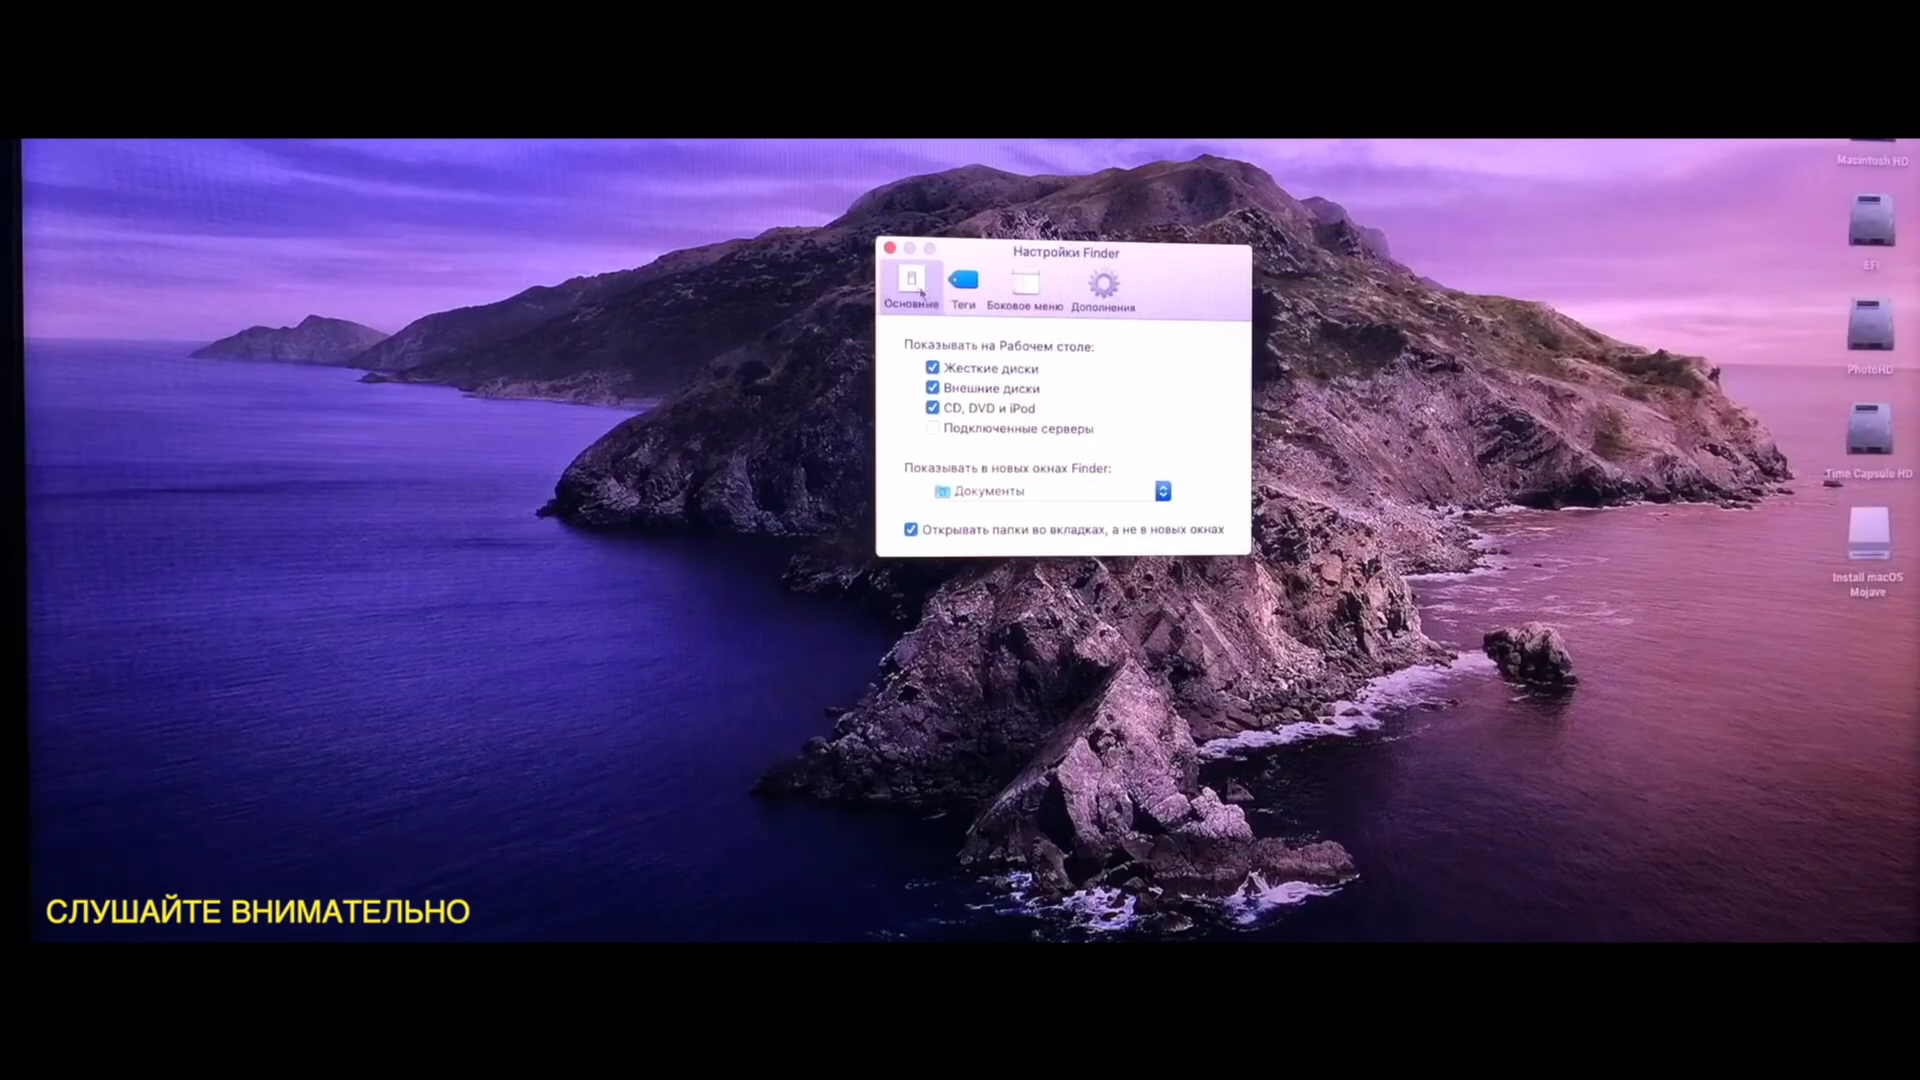 Macintosh HD
Настройки Finder
Основные
Теги
Боковое меню
Дополнения
EFI
Показывать на Рабочем столе:
Жесткие диски
Внешние диски
CD, DVD и iPod
Подключенные серверы
PhotoHD
Показывать в новых окнах Finder:
Документы
Time Capsule HD
Открывать папки во вкладках, а не в новых окнах
Install macOS
Mojave
СЛУШАЙТЕ ВНИМАТЕЛЬНО